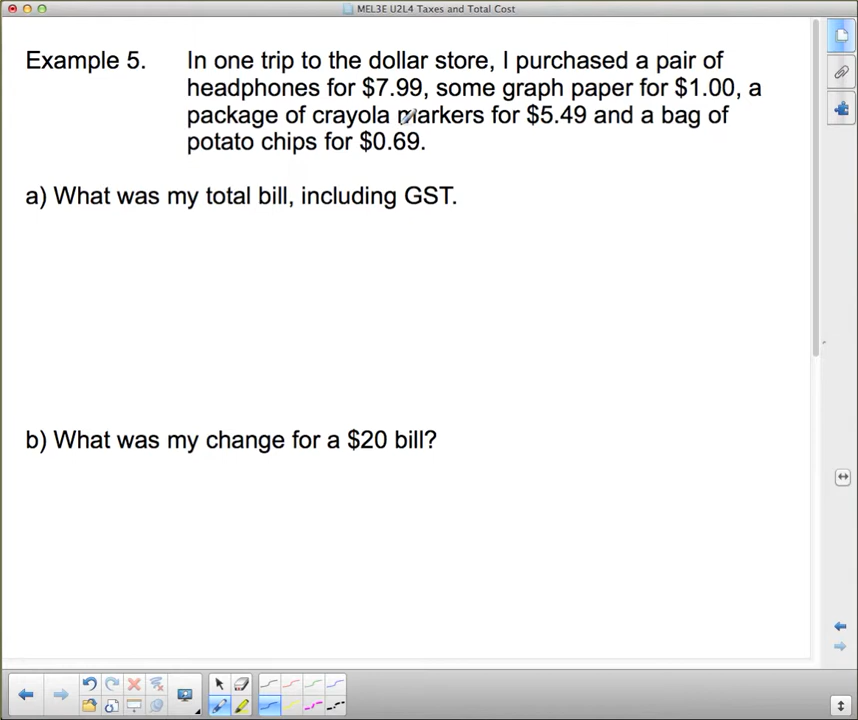 MEL3E U2L4 Taxes and Total Cost
Example 5. In one trip to the dollar store, I purchased a pair of
headphones for $7.99, some graph paper for $1.00, a
package of crayola markers for $5.49 and a bag of
potato chips for $0.69.
a) What was my total bill, including GST.
b) What was my change for a $20 bill?